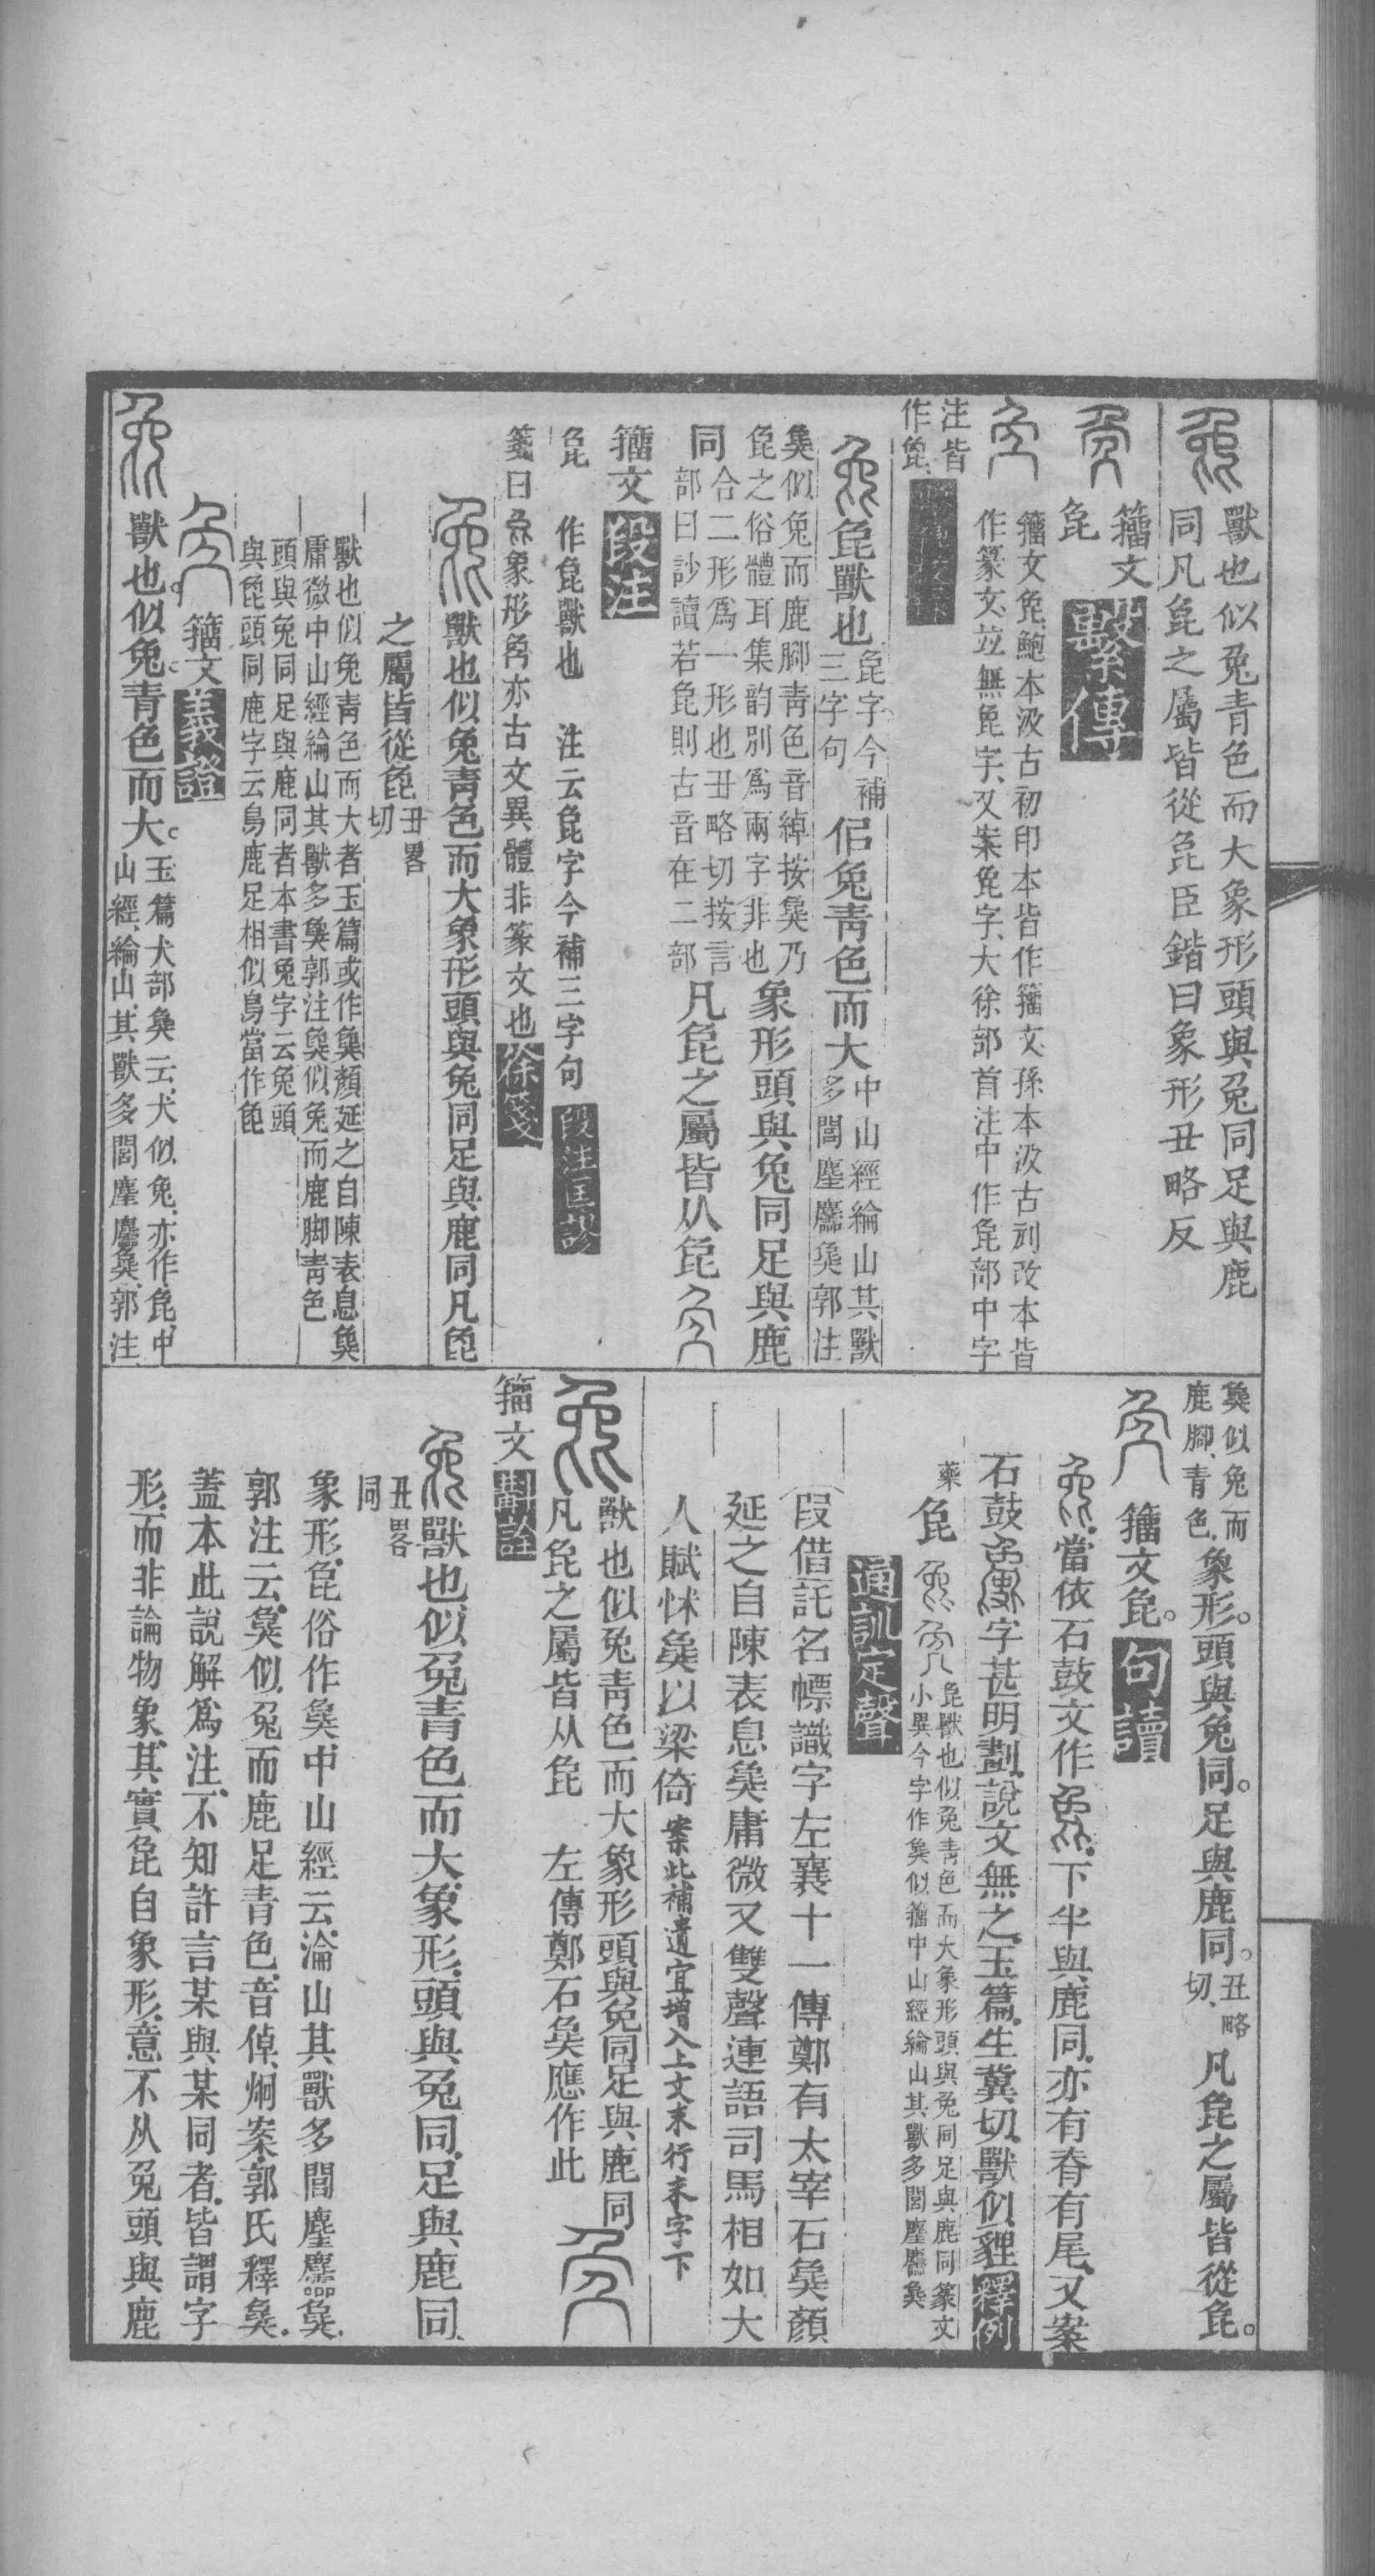 獸也似兔青色而大象形頭與兔同足與鹿
同凡㲋之屬皆從㲋臣鍇曰象形丑略反
籒文
㲋
繫傳
籒文㲋鮑本汲古初印本皆作籒文孫本汲古刓改本皆
作篆文竝無㲋字又案㲋字大徐部首注中作㲋部中字
注皆
作㲋
㲋獸也
㲋字今補
三字句
佀兔靑色而大
中山經綸山其獸
多閭麈麢㚟郭注
㚟似兔而鹿腳靑色音綽按㚟乃
㲋之俗體耳集韵別爲兩字非也
象形頭與兔同足與鹿
同
合二形爲一形也丑略切按言
部曰訬讀若㲋則古音在二部
凡㲋之屬皆从㲋
籒文
段注
㲋 作㲋獸也 注云㲋字今補三字句
段注匡謬
箋曰象形亦古文異體非篆文也
徐箋
獸也似兔靑色而大象形頭與兔同足與鹿同凡㲋
之屬皆從㲋
丑畧
切
獸也似兔靑色而大者玉篇或作㚟顏延之自陳表息㚟
庸微中山經綸山其獸多㚟郭注㚟似兔而鹿脚靑色
頭與兔同足與鹿同者本書兔字云兔頭
與㲋頭同鹿字云鳥鹿足相似鳥當作㲋
籒文
義證
獸也似兔靑色而大
玉篇犬部㚟云犬似兔亦作㲋中
山經綸山其獸多閭麈麢㚟郭注
㚟似兔而
鹿腳青色
象形頭與兔同足與鹿同
丑略
切
凡㲋之屬皆從㲋
籒文㲋
句讀
當依石鼓文作 下半與鹿同亦有脊有尾又案
石鼓 字甚明劃說文無之玉篇生冀切獸似貍
釋例
藥
㲋
㲋獸也似兔靑色而大象形頭與兔同足與鹿同篆文
小異今字作㚟似籒中山經綸山其獸多閭麈麢㚟
通訓定聲
叚借託名幖識字左襄十一傳鄭有太宰石㚟顏
延之自陳表息㚟庸微又雙聲連語司馬相如大
人賦怵㚟以梁倚
案此補遺宜增入上文末行末字下
獸也似兔靑色而大象形頭與兔同足與鹿同
凡㲋之屬皆从㲋 左傳鄭石㚟應作此
籒文
斠詮
獸也似兔靑色而大象形頭與兔同足與鹿同
丑畧
同
象形㲋俗作㚟中山經云淪山其獸多閭麈麢㚟
郭注云㚟似兔而鹿足青色音倬炯案郭氏釋㚟
蓋本此說解爲注不知許言某與某同者皆謂字
形而非論物象其實㲋自象形意不从兔頭與鹿